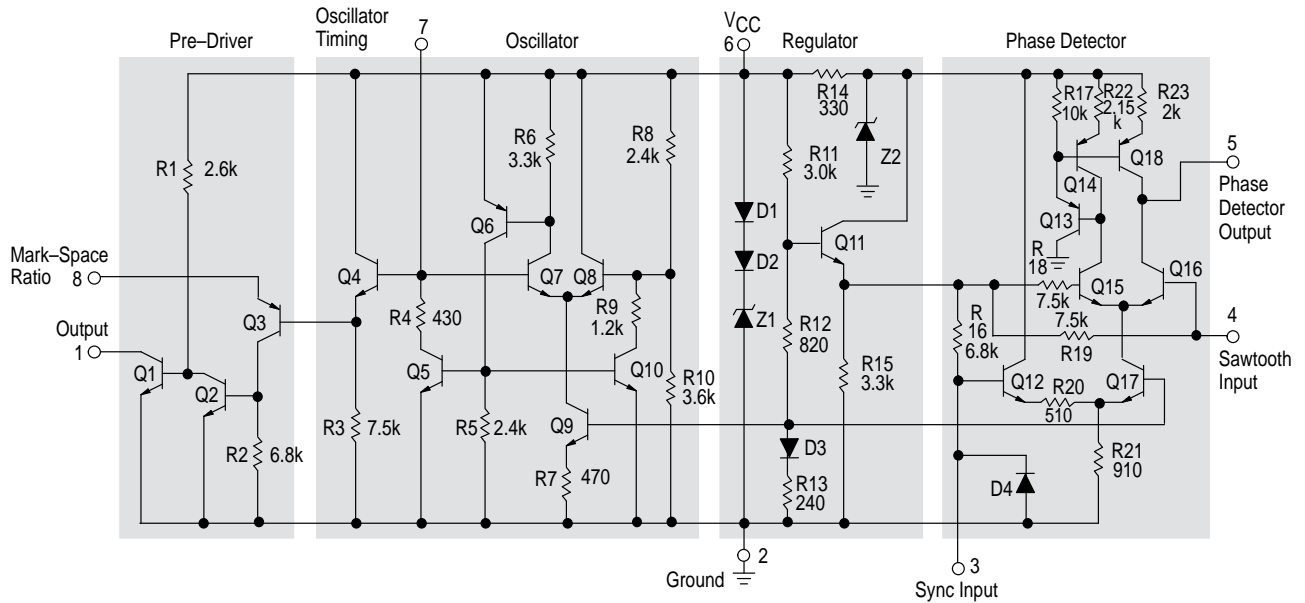 Oscillator
Timing
7
VCC
6
Pre–Driver
Oscillator
Regulator
Phase Detector
R14
330
R17
10k
R22
2.15
k
R23
2k
R6
3.3k
R8
2.4k
R1
2.6k
R11
3.0k
Z2
Q14
Q18
5
Phase
Detector
Output
D1
Q6
Q13
Mark–Space
Ratio
8
D2
Q11
R
18
Q4
Q7
Q8
Q15
Q16
Q3
R4
430
R9
1.2k
Z1
7.5k
7.5k
R19
4
Sawtooth
Input
Output
1
R12
820
R
16
6.8k
Q1
Q2
Q5
Q10
R10
3.6k
R15
3.3k
Q12
R20
510
Q17
R2
6.8k
R3
7.5k
R5
2.4k
Q9
D3
R21
910
R7
470
R13
240
D4
2
Ground
3
Sync Input